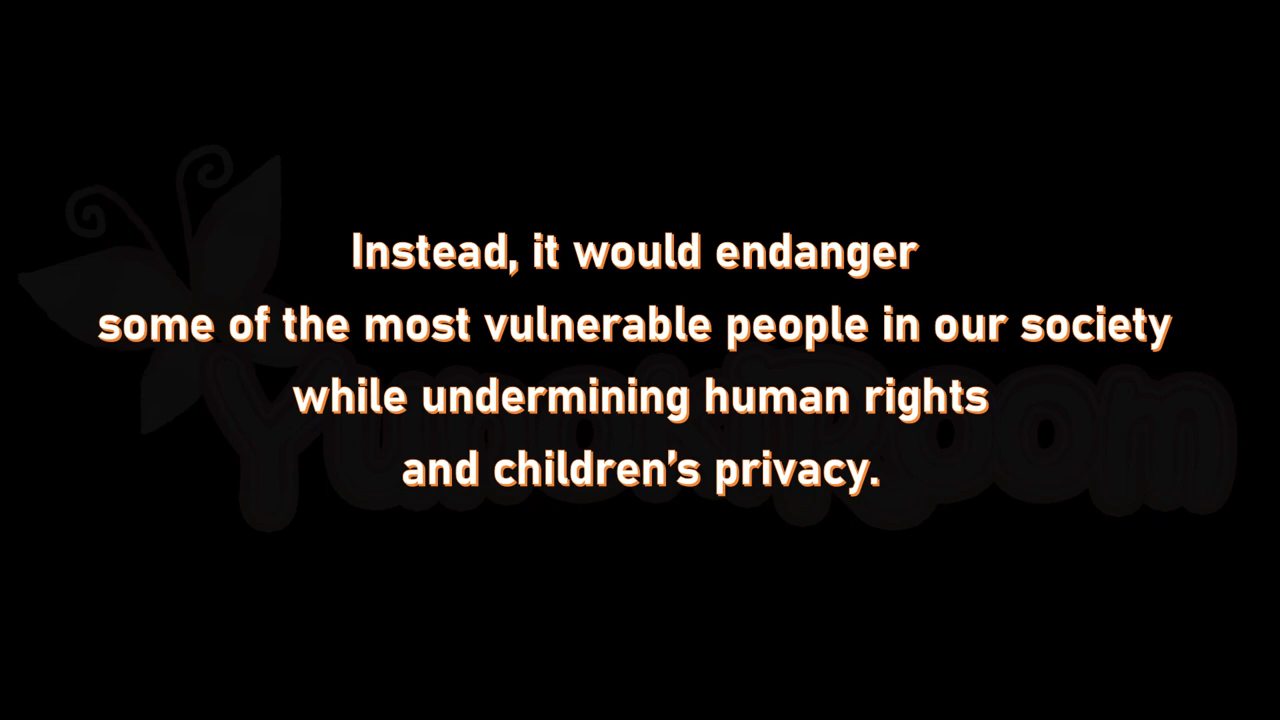 Instead, it would endanger
some of the most vulnerable people in our society
while undermining human rights
and children’s privacy.